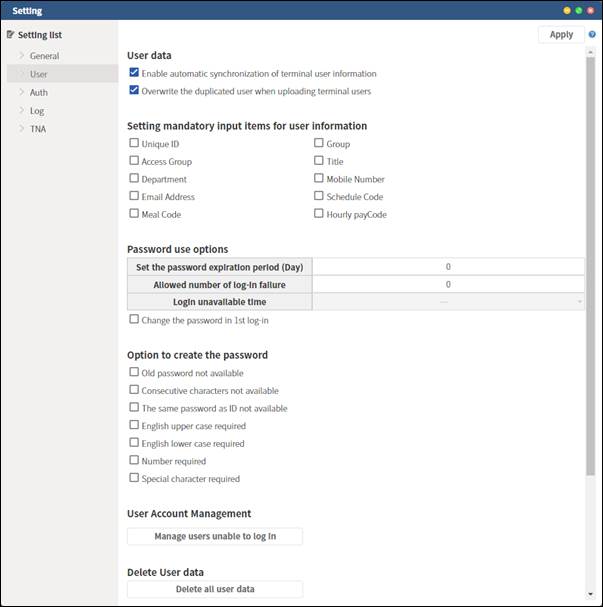 Setting
Setting list
Apply
General
User
Auth
Log
TNA
User data
Enable automatic synchronization of terminal user information
Overwrite the duplicated user when uploading terminal users
Setting mandatory input items for user information
Unique ID
Group
Access Group
Title
Department
Mobile Number
Email Address
Schedule Code
Meal Code
Hourly payCode
Password use options
Set the password expiration period (Day) 0
Allowed number of log-in failure 0
Login unavailable time ---
Change the password in 1st log-in
Option to create the password
Old password not available
Consecutive characters not available
The same password as ID not available
English upper case required
English lower case required
Number required
Special character required
User Account Management
Manage users unable to log in
Delete User data
Delete all user data